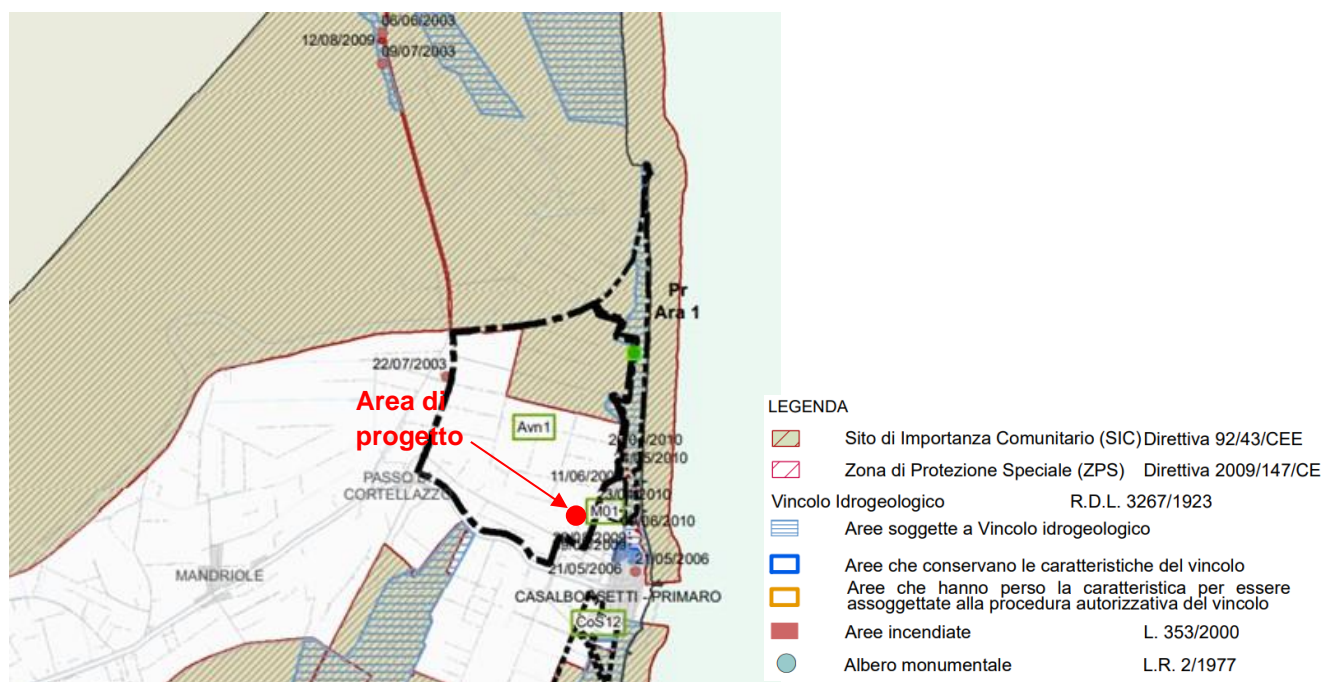 06/06/2003
12/08/2009
09/07/2003
Pr
Ara 1
22/07/2003
Area di
progetto
Avn1
PASSO DI
CORTELLAZZO
11/06/200
M01
21/05/2006
21/05/2006
MANDRIOLE
CASALBORSETTI - PRIMARO
CoS12
LEGENDA
Sito di Importanza Comunitario (SIC) Direttiva 92/43/CEE
Zona di Protezione Speciale (ZPS) Direttiva 2009/147/CE
Vincolo Idrogeologico R.D.L. 3267/1923
Aree soggette a Vincolo idrogeologico
Aree che conservano le caratteristiche del vincolo
Aree che hanno perso la caratteristica per essere
assoggettate alla procedura autorizzativa del vincolo
Aree incendiate L. 353/2000
Albero monumentale L.R. 2/1977